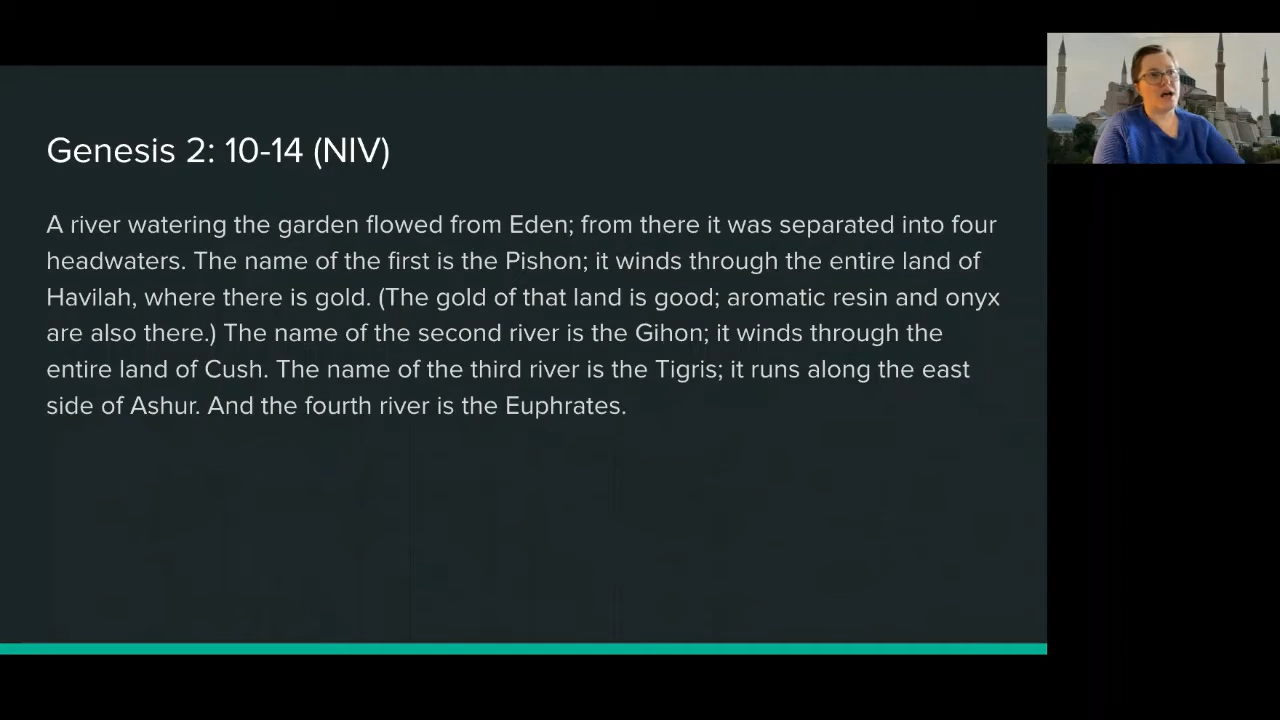 Genesis 2: 10-14 (NIV)
A river watering the garden flowed from Eden; from there it was separated into four
headwaters. The name of the first is the Pishon; it winds through the entire land of
Havilah, where there is gold. (The gold of that land is good; aromatic resin and onyx
are also there.) The name of the second river is the Gihon; it winds through the
entire land of Cush. The name of the third river is the Tigris; it runs along the east
side of Ashur. And the fourth river is the Euphrates.